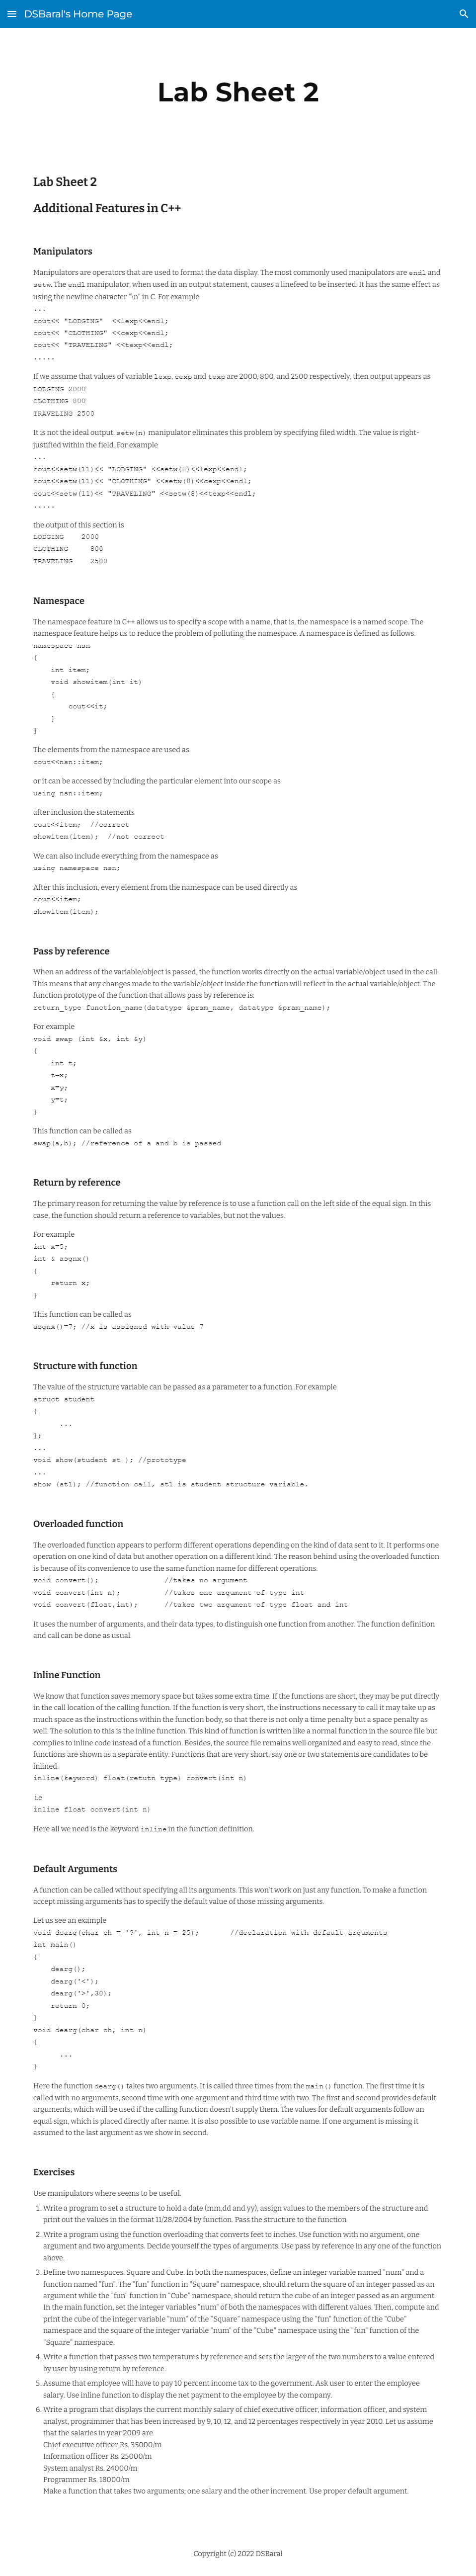 DSBaral's Home Page
Lab Sheet 2
Lab Sheet 2
Additional Features in C++
Manipulators
Manipulators are operators that are used to format the data display. The most commonly used manipulators are endl and
setw. The endl manipulator, when used in an output statement, causes a linefeed to be inserted. It has the same effect as
using the newline character "\n" in C. For example
...
cout<< "LODGING"  <<lexp<<endl;
cout<< "CLOTHING" <<cexp<<endl;
cout<< "TRAVELING" <<texp<<endl;
.....
If we assume that values of variable lexp, cexp and texp are 2000, 800, and 2500 respectively, then output appears as
LODGING 2000
CLOTHING 800
TRAVELING 2500
It is not the ideal output. setw(n) manipulator eliminates this problem by specifying filed width. The value is right-
justified within the field. For example
...
cout<<setw(11)<< "LODGING" <<setw(8)<<lexp<<endl;
cout<<setw(11)<< "CLOTHING" <<setw(8)<<cexp<<endl;
cout<<setw(11)<< "TRAVELING" <<setw(8)<<texp<<endl;
.....
the output of this section is
LODGING    2000
CLOTHING     800
TRAVELING    2500
Namespace
The namespace feature in C++ allows us to specify a scope with a name, that is, the namespace is a named scope. The
namespace feature helps us to reduce the problem of polluting the namespace. A namespace is defined as follows.
namespace nsn
{
    int item;
    void showitem(int it)
    {
        cout<<it;
    }
}
The elements from the namespace are used as
cout<<nsn::item;
or it can be accessed by including the particular element into our scope as
using nsn::item;
after inclusion the statements
cout<<item;  //correct
showitem(item);  //not correct
We can also include everything from the namespace as
using namespace nsn;
After this inclusion, every element from the namespace can be used directly as
cout<<item;
showitem(item);
Pass by reference
When an address of the variable/object is passed, the function works directly on the actual variable/object used in the call.
This means that any changes made to the variable/object inside the function will reflect in the actual variable/object. The
function prototype of the function that allows pass by reference is:
return_type function_name(datatype &pram_name, datatype &pram_name);
For example
void swap (int &x, int &y)
{
    int t;
    t=x;
    x=y;
    y=t;
}
This function can be called as
swap(a,b); //reference of a and b is passed
Return by reference
The primary reason for returning the value by reference is to use a function call on the left side of the equal sign. In this
case, the function should return a reference to variables, but not the values.
For example
int x=5;
int & asgnx()
{
    return x;
}
This function can be called as
asgnx()=7; //x is assigned with value 7
Structure with function
The value of the structure variable can be passed as a parameter to a function. For example
struct student
{
      ...
};
...
void show(student st ); //prototype
...
show (st1); //function call, st1 is student structure variable.
Overloaded function
The overloaded function appears to perform different operations depending on the kind of data sent to it. It performs one
operation on one kind of data but another operation on a different kind. The reason behind using the overloaded function
is because of its convenience to use the same function name for different operations.
void convert();               //takes no argument
void convert(int n);          //takes one argument of type int
void convert(float,int);      //takes two argument of type float and int
It uses the number of arguments, and their data types, to distinguish one function from another. The function definition
and call can be done as usual.
Inline Function
We know that function saves memory space but takes some extra time. If the functions are short, they may be put directly
in the call location of the calling function. If the function is very short, the instructions necessary to call it may take up as
much space as the instructions within the function body, so that there is not only a time penalty but a space penalty as
well. The solution to this is the inline function. This kind of function is written like a normal function in the source file but
complies to inline code instead of a function. Besides, the source file remains well organized and easy to read, since the
functions are shown as a separate entity. Functions that are very short, say one or two statements are candidates to be
inlined.
inline(keyword) float(retutn type) convert(int n)
i.e
inline float convert(int n)
Here all we need is the keyword inline in the function definition.
Default Arguments
A function can be called without specifying all its arguments. This won't work on just any function. To make a function
accept missing arguments has to specify the default value of those missing arguments.
Let us see an example
void dearg(char ch = '?', int n = 25);       //declaration with default arguments
int main()
{
    dearg();
    dearg('<');
    dearg('>',30);
    return 0;
}
void dearg(char ch, int n)
{
      ...
}
Here the function dearg() takes two arguments. It is called three times from the main() function. The first time it is
called with no arguments, second time with one argument and third time with two. The first and second provides default
arguments, which will be used if the calling function doesn't supply them. The values for default arguments follow an
equal sign, which is placed directly after name. It is also possible to use variable name. If one argument is missing it
assumed to the last argument as we show in second.
Exercises
Use manipulators where seems to be useful.
1. Write a program to set a structure to hold a date (mm,dd and yy), assign values to the members of the structure and
print out the values in the format 11/28/2004 by function. Pass the structure to the function
2. Write a program using the function overloading that converts feet to inches. Use function with no argument, one
argument and two arguments. Decide yourself the types of arguments. Use pass by reference in any one of the function
above.
3. Define two namespaces: Square and Cube. In both the namespaces, define an integer variable named "num" and a
function named "fun". The "fun" function in "Square" namespace, should return the square of an integer passed as an
argument while the "fun" function in "Cube" namespace, should return the cube of an integer passed as an argument.
In the main function, set the integer variables "num" of both the namespaces with different values. Then, compute and
print the cube of the integer variable "num" of the "Square" namespace using the "fun" function of the "Cube"
namespace and the square of the integer variable "num" of the "Cube" namespace using the "fun" function of the
"Square" namespace.
4. Write a function that passes two temperatures by reference and sets the larger of the two numbers to a value entered
by user by using return by reference.
5. Assume that employee will have to pay 10 percent income tax to the government. Ask user to enter the employee
salary. Use inline function to display the net payment to the employee by the company.
6. Write a program that displays the current monthly salary of chief executive officer, information officer, and system
analyst, programmer that has been increased by 9, 10, 12, and 12 percentages respectively in year 2010. Let us assume
that the salaries in year 2009 are
Chief executive officer Rs. 35000/m
Information officer Rs. 25000/m
System analyst Rs. 24000/m
Programmer Rs. 18000/m
Make a function that takes two arguments; one salary and the other increment. Use proper default argument.
Copyright (c) 2022 DSBaral